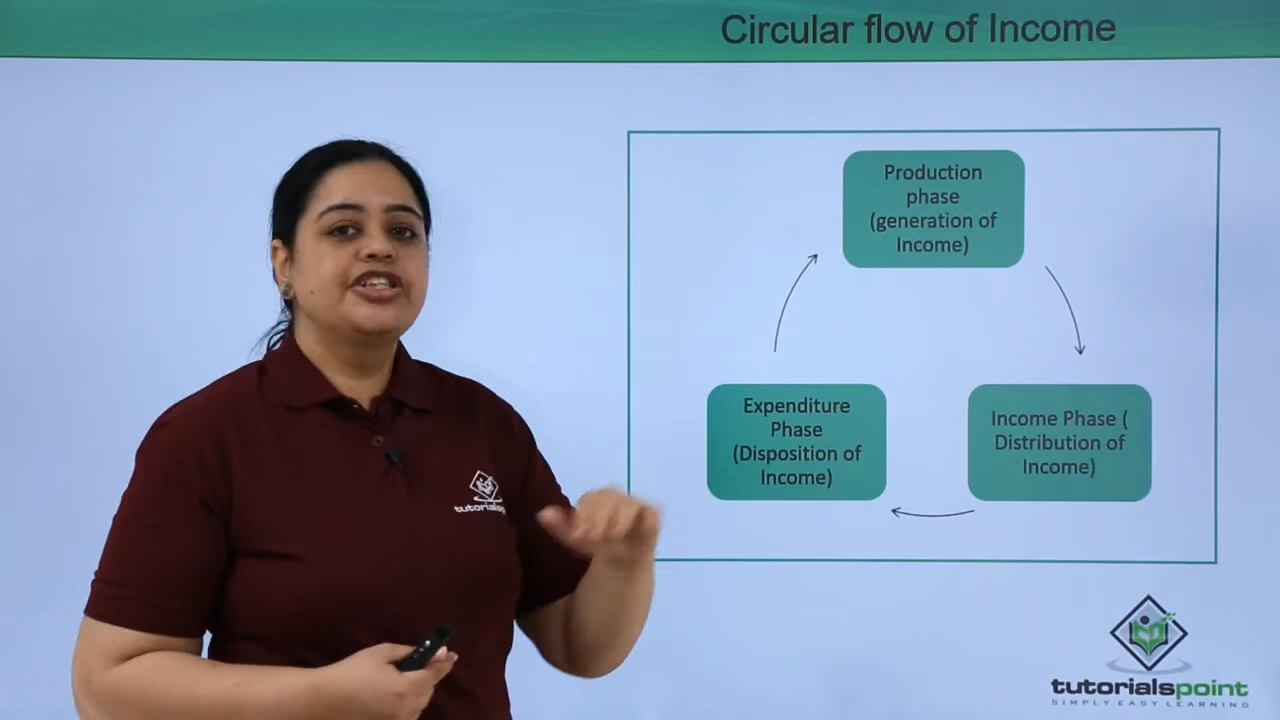 Circular flow of Income
Production
phase
(generation of
Income)
Expenditure
Phase
(Disposition of
Income)
Income Phase (
Distribution of
Income)
tutorialspoint
SIMPLY EASY LEARNING